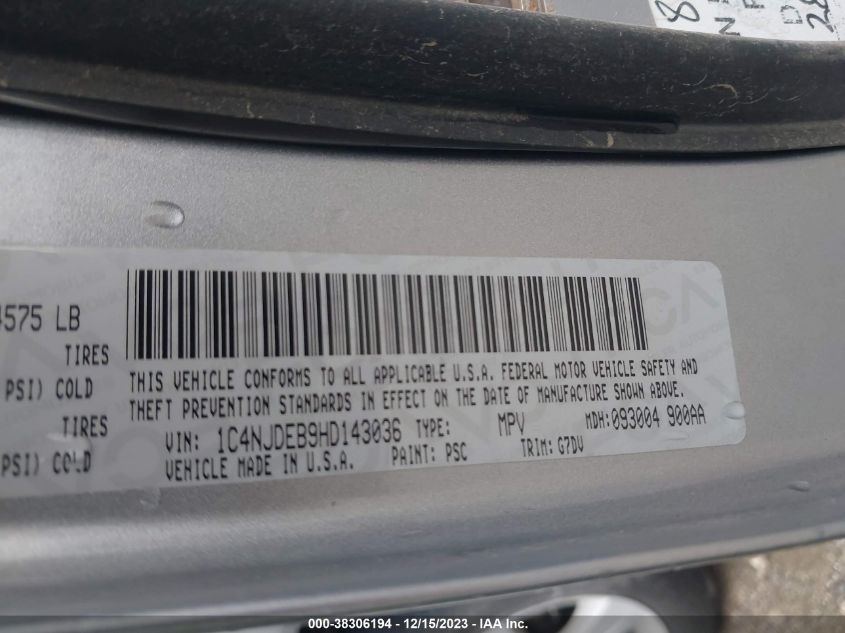 4575 LB
TIRES
PSI) COLD
TIRES
PSI) COLD
THIS VEHICLE CONFORMS TO ALL APPLICABLE U.S.A. FEDERAL MOTOR VEHICLE SAFETY AND
THEFT PREVENTION STANDARDS IN EFFECT ON THE DATE OF MANUFACTURE SHOWN ABOVE.
VIN: 1C4NJDEB9HD143036 TYPE: MPV MDH:093004 900AA
VEHICLE MADE IN U.S.A. PAINT: PSC TRIM: G7DV
000-38306194 - 12/15/2023 - IAA Inc.